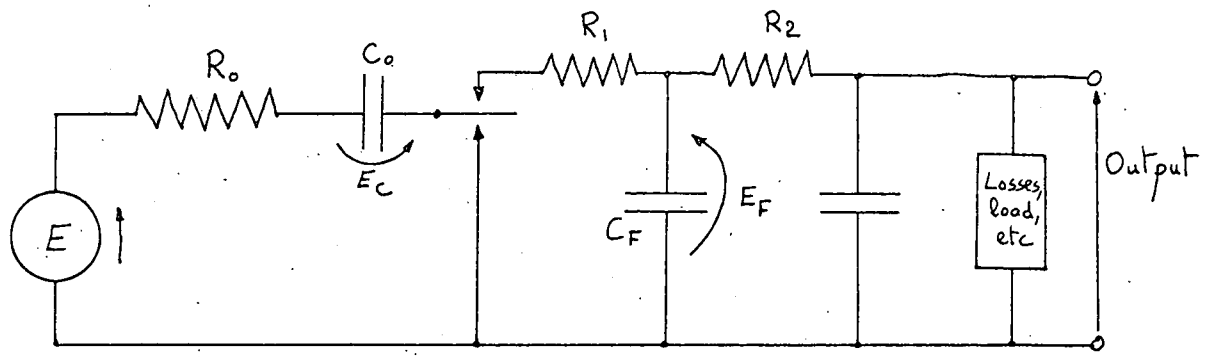 R₀
C₀
R₁
R₂
E_C
E
C_F
E_F
Losses,
load,
etc
Output